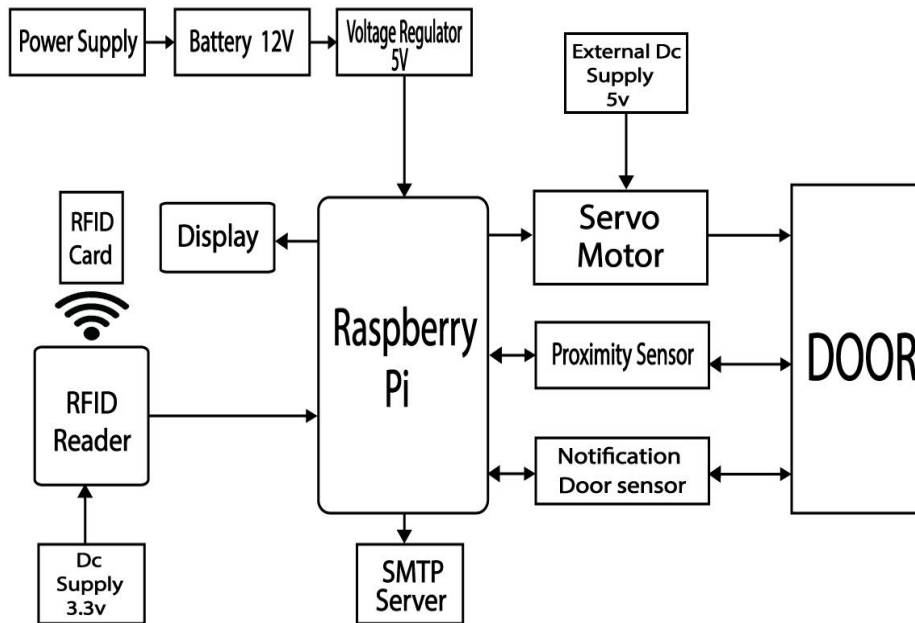 Power Supply
Battery 12V
Voltage Regulator
5V
External Dc
Supply
5v
RFID
Card
Display
Servo
Motor
Raspberry
Pi
Proximity Sensor
DOOR
RFID
Reader
Notification
Door sensor
Dc
Supply
3.3v
SMTP
Server